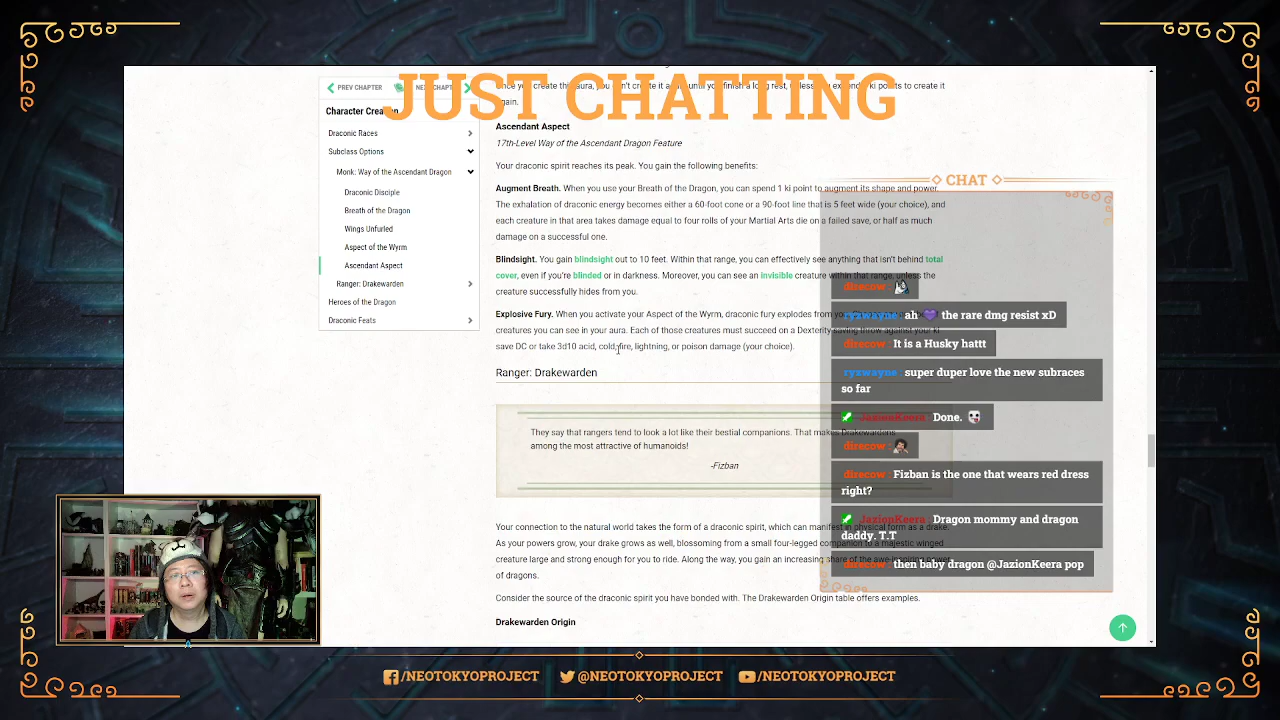 JUST CHATTING
PREV CHAPTER
Character Creation
Draconic Races
Subclass Options
Monk: Way of the Ascendant Dragon
Draconic Disciple
Breath of the Dragon
Wings Unfurled
Aspect of the Wyrm
Ascendant Aspect
Ranger: Drakewarden
Heroes of the Dragon
Draconic Feats
points to create it
again.
Ascendant Aspect
17th-Level Way of the Ascendant Dragon Feature
Your draconic spirit reaches its peak. You gain the following benefits:
Augment Breath. When you use your Breath of the Dragon, you can spend 1 ki point to augment its shape and power.
The exhalation of draconic energy becomes either a 60-foot cone or a 90-foot line that is 5 feet wide (your choice), and
each creature in that area takes damage equal to four rolls of your Martial Arts die on a failed save, or half as much
damage on a successful one.
Blindsight. You gain blindsight out to 10 feet. Within that range, you can effectively see anything that isn't behind total
cover, even if you're blinded or in darkness. Moreover, you can see an invisible creature within that range, unless the
creature successfully hides from you.
Explosive Fury. When you activate your Aspect of the Wyrm, draconic fury explodes from
creatures you can see in your aura. Each of those creatures must succeed on a Dexterity saving throw against your ki
save DC or take 3d10 acid, cold, fire, lightning, or poison damage (your choice).
Ranger: Drakewarden
They say that rangers tend to look a lot like their bestial companions. That makes Drakewardens
among the most attractive of humanoids!
-Fizban
Your connection to the natural world takes the form of a draconic spirit, which can manifest in physical form as a drake.
As your powers grow, your drake grows as well, blossoming from a small four-legged companion to a majestic winged
creature large and strong enough for you to ride. Along the way, you gain an increasing share of the awe-inspiring power
of dragons.
Consider the source of the draconic spirit you have bonded with. The Drakewarden Origin table offers examples.
Drakewarden Origin
CHAT
direcow :
ryzwayne : ah 💜 the rare dmg resist xD
direcow : It is a Husky hattt
ryzwayne : super duper love the new subraces
so far
JazionKeera : Done.
direcow :
direcow : Fizban is the one that wears red dress
right?
JazionKeera : Dragon mommy and dragon
daddy. T.T
direcow : then baby dragon @JazionKeera pop
/NEOTOKYOPROJECT
@NEOTOKYOPROJECT
/NEOTOKYOPROJECT